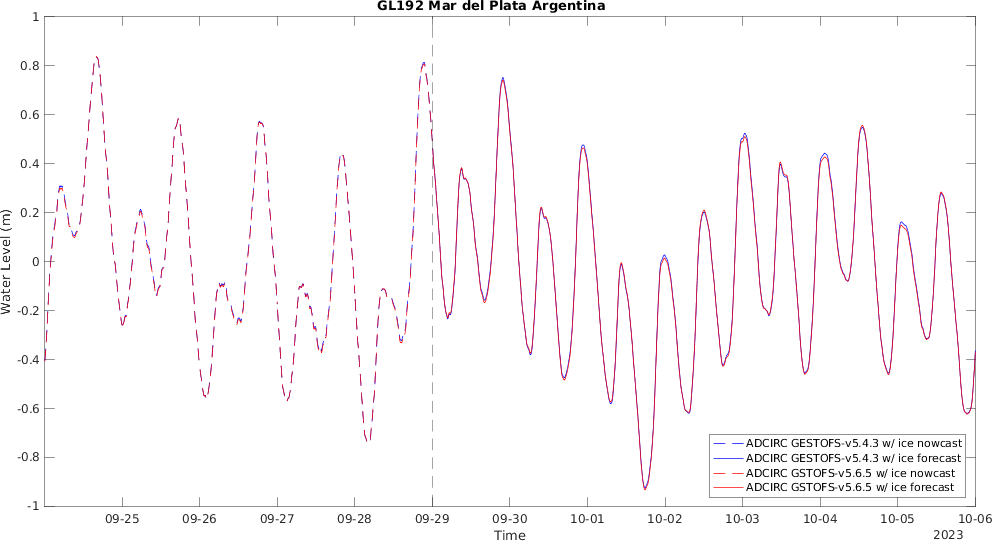 GL192 Mar del Plata Argentina
Water Level (m)
1
0.8
0.6
0.4
0.2
0
-0.2
-0.4
-0.6
-0.8
-1
ADCIRC GESTOFS-v5.4.3 w/ ice nowcast
ADCIRC GESTOFS-v5.4.3 w/ ice forecast
ADCIRC GSTOFS-v5.6.5 w/ ice nowcast
ADCIRC GSTOFS-v5.6.5 w/ ice forecast
09-25 09-26 09-27 09-28 09-29 09-30 10-01 10-02 10-03 10-04 10-05 10-06
Time
2023